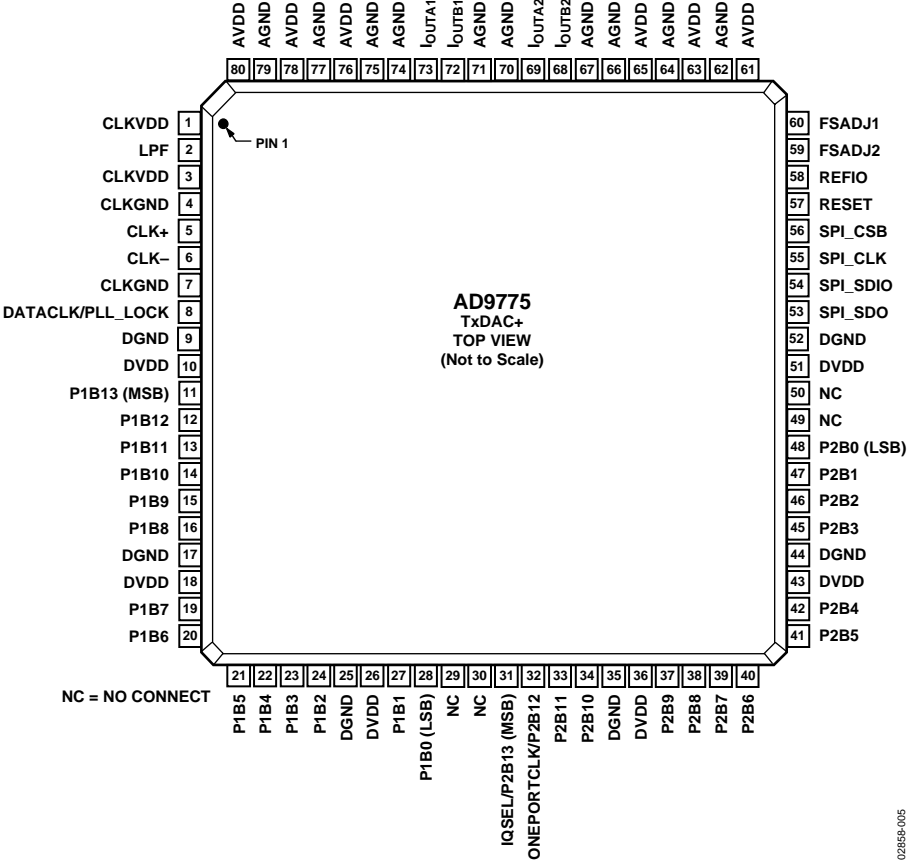 AVDD
AGND
AVDD
AGND
AVDD
AGND
AGND
IOUTA1
IOUTB1
AGND
AGND
IOUTA2
IOUTB2
AGND
AGND
AVDD
AGND
AVDD
AGND
AVDD
80 79 78 77 76 75 74 73 72 71 70 69 68 67 66 65 64 63 62 61
CLKVDD 1
LPF 2
CLKVDD 3
CLKGND 4
CLK+ 5
CLK– 6
CLKGND 7
DATACLK/PLL_LOCK 8
DGND 9
DVDD 10
P1B13 (MSB) 11
P1B12 12
P1B11 13
P1B10 14
P1B9 15
P1B8 16
DGND 17
DVDD 18
P1B7 19
P1B6 20
PIN 1
AD9775
TxDAC+
TOP VIEW
(Not to Scale)
60 FSADJ1
59 FSADJ2
58 REFIO
57 RESET
56 SPI_CSB
55 SPI_CLK
54 SPI_SDIO
53 SPI_SDO
52 DGND
51 DVDD
50 NC
49 NC
48 P2B0 (LSB)
47 P2B1
46 P2B2
45 P2B3
44 DGND
43 DVDD
42 P2B4
41 P2B5
21 22 23 24 25 26 27 28 29 30 31 32 33 34 35 36 37 38 39 40
NC = NO CONNECT
P1B5
P1B4
P1B3
P1B2
DGND
DVDD
P1B1
P1B0 (LSB)
NC
NC
IQSEL/P2B13 (MSB)
ONEPORTCLK/P2B12
P2B11
P2B10
DGND
DVDD
P2B9
P2B8
P2B7
P2B6
02858-005